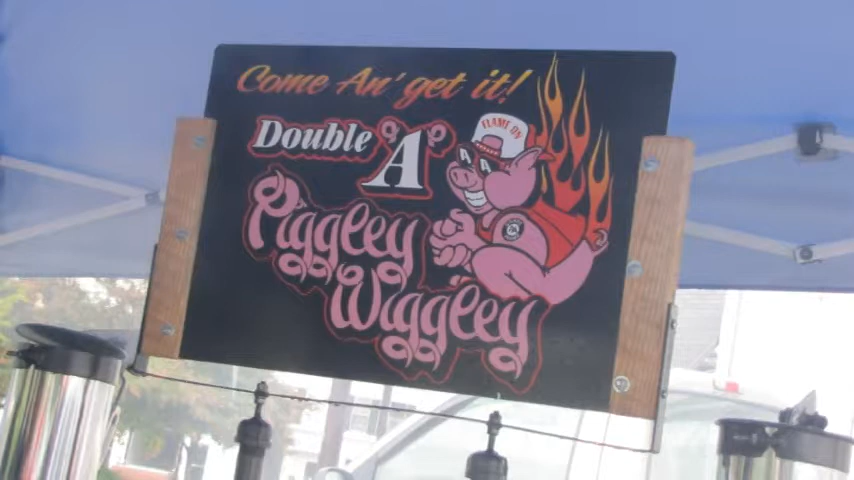 Come An' get it!
Double "A"
Piggley
Wiggley
FLAME ON